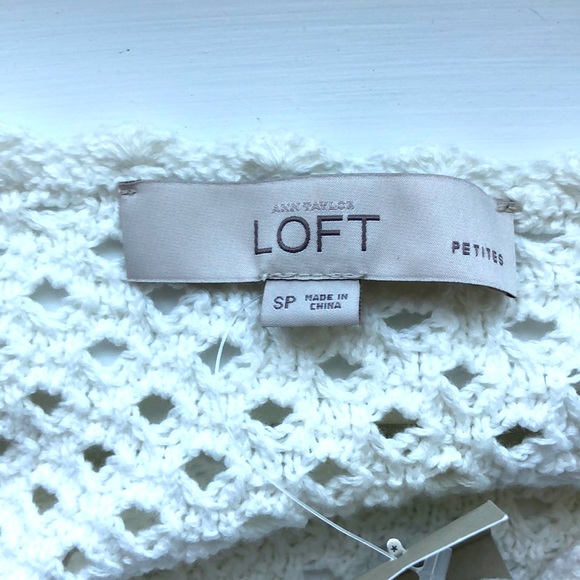 ANN TAYLOR
LOFT
PETITES
SP MADE IN
CHINA